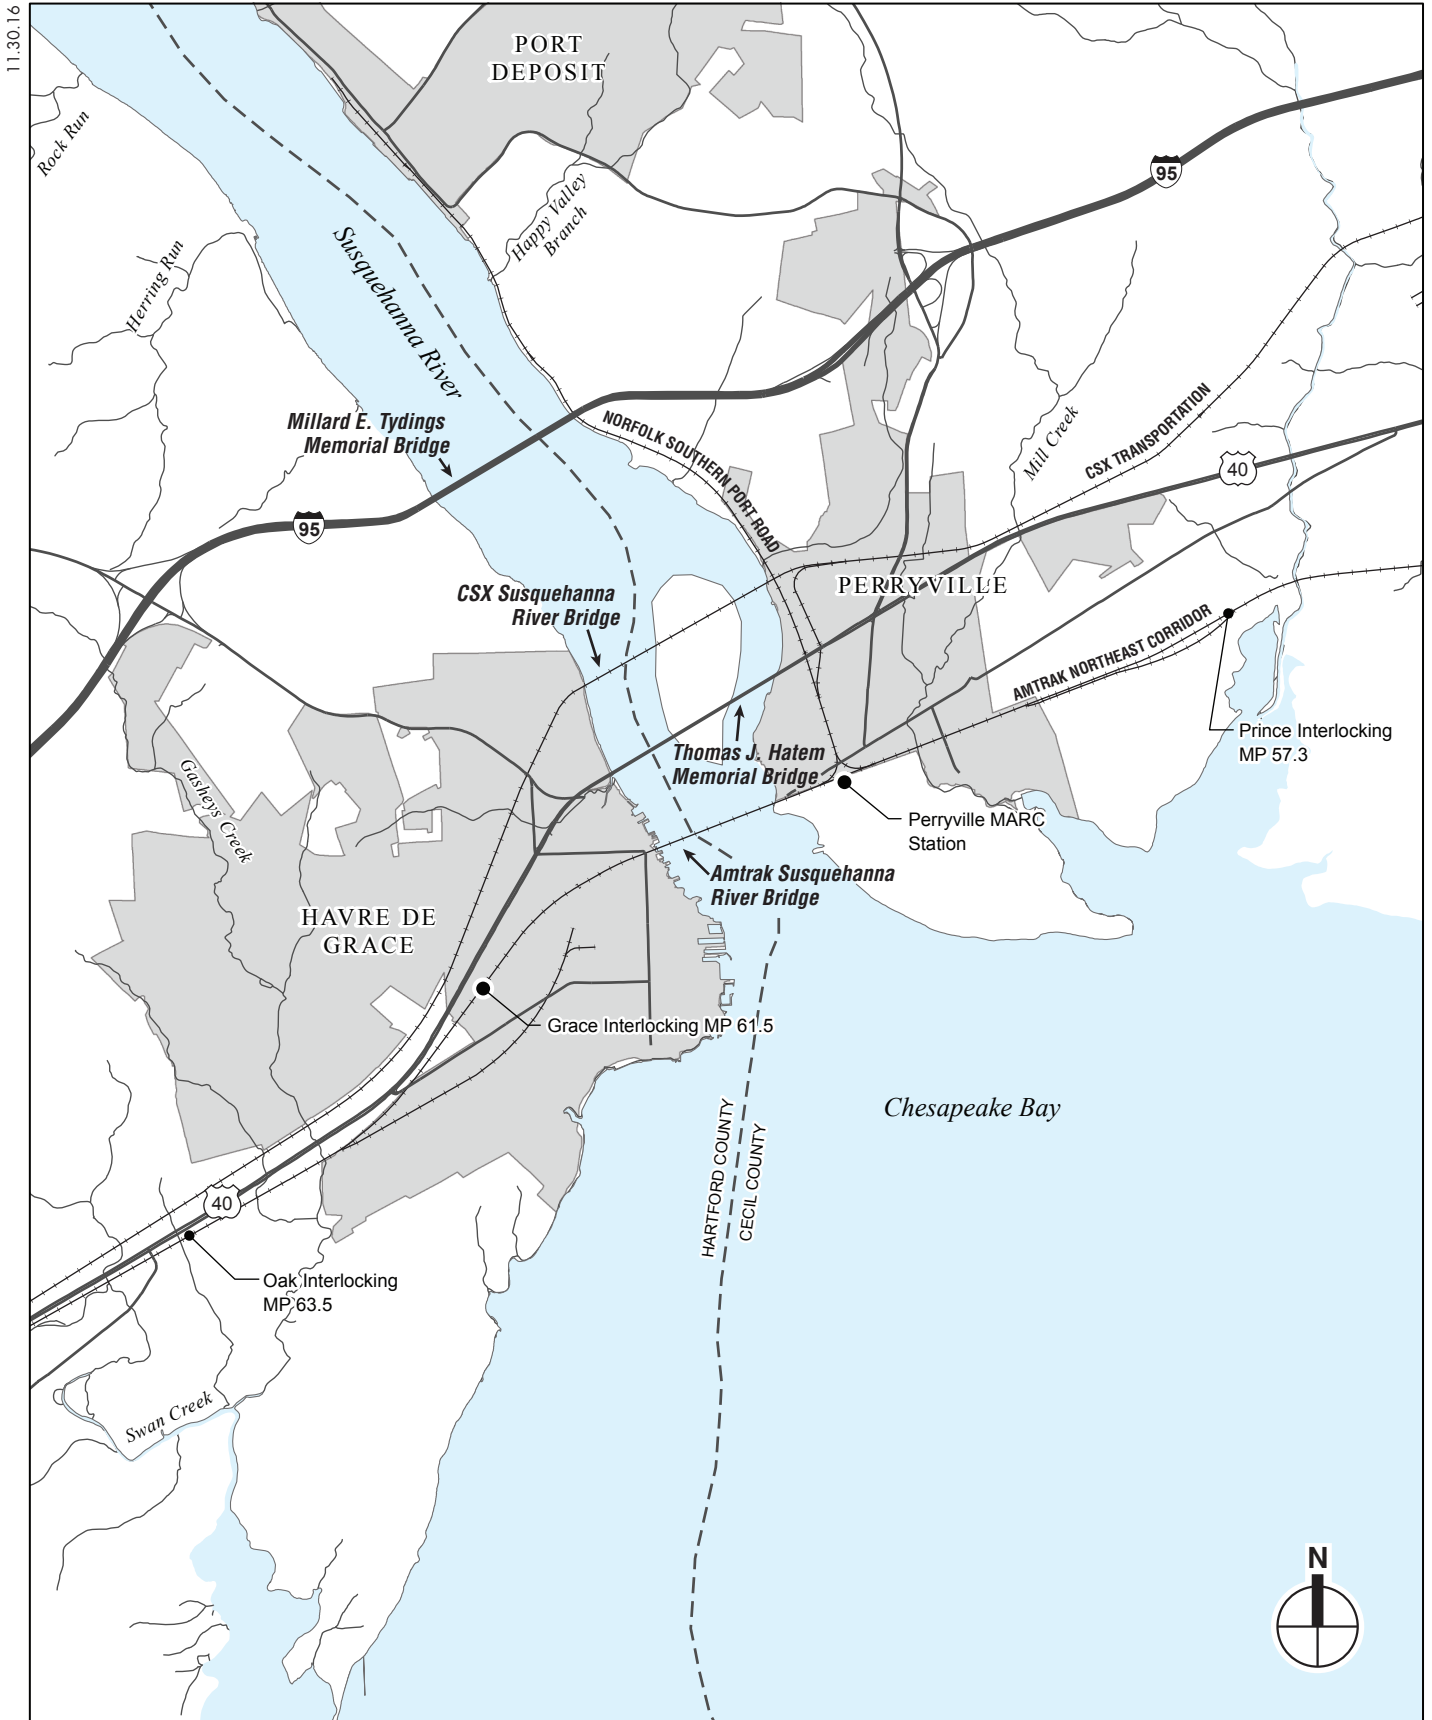 11.30.16
PORT
DEPOSIT
Rock Run
95
Happy Valley
Branch
Susquehanna River
Herring Run
Millard E. Tydings
Memorial Bridge
NORFOLK SOUTHERN PORT ROAD
CSX TRANSPORTATION
Mill Creek
40
95
PERRYVILLE
CSX Susquehanna
River Bridge
AMTRAK NORTHEAST CORRIDOR
Prince Interlocking
MP 57.3
Thomas J. Hatem
Memorial Bridge
Gasheys Creek
Perryville MARC
Station
Amtrak Susquehanna
River Bridge
HAVRE DE
GRACE
Grace Interlocking MP 61.5
Chesapeake Bay
HARTFORD COUNTY
CECIL COUNTY
40
Oak Interlocking
MP 63.5
Swan Creek
N